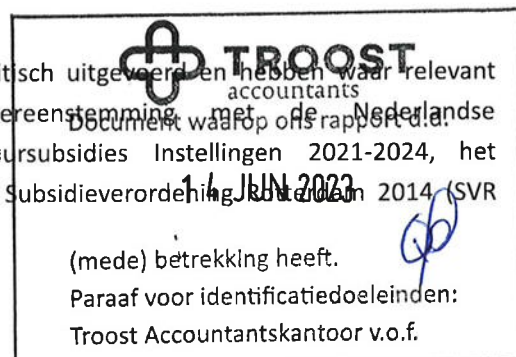 TROOST
accountants
tisch uitgevoerd en hebben waar relevant
ereenstemming met de Nederlandse
Document waarop ons rapport d.d.
ursubsidies Instellingen 2021-2024, het
14 JUN 2023
Subsidieverordening Rotterdam 2014 (SVR
(mede) betrekking heeft.
Paraaf voor identificatiedoeleinden:
Troost Accountantskantoor v.o.f.